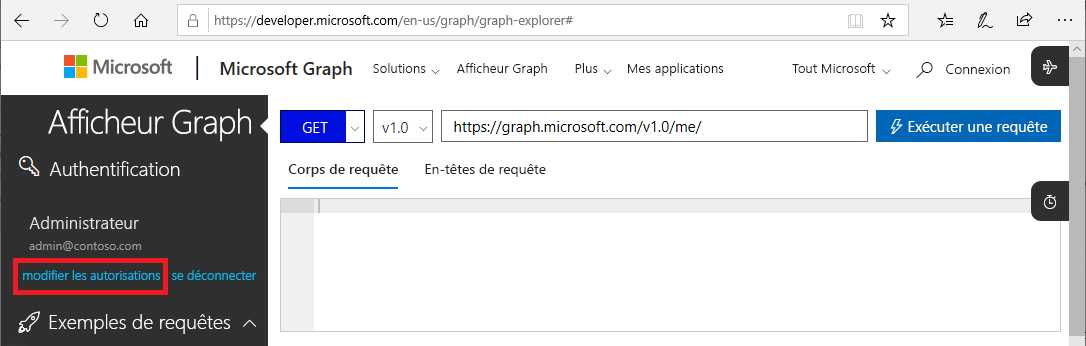 https://developer.microsoft.com/en-us/graph/graph-explorer#
Microsoft Microsoft Graph Solutions Afficheur Graph Plus Mes applications Tout Microsoft Connexion
Afficheur Graph
GET v1.0 https://graph.microsoft.com/v1.0/me/ Exécuter une requête
Authentification
Corps de requête En-têtes de requête
Administrateur
admin@contoso.com
modifier les autorisations se déconnecter
Exemples de requêtes